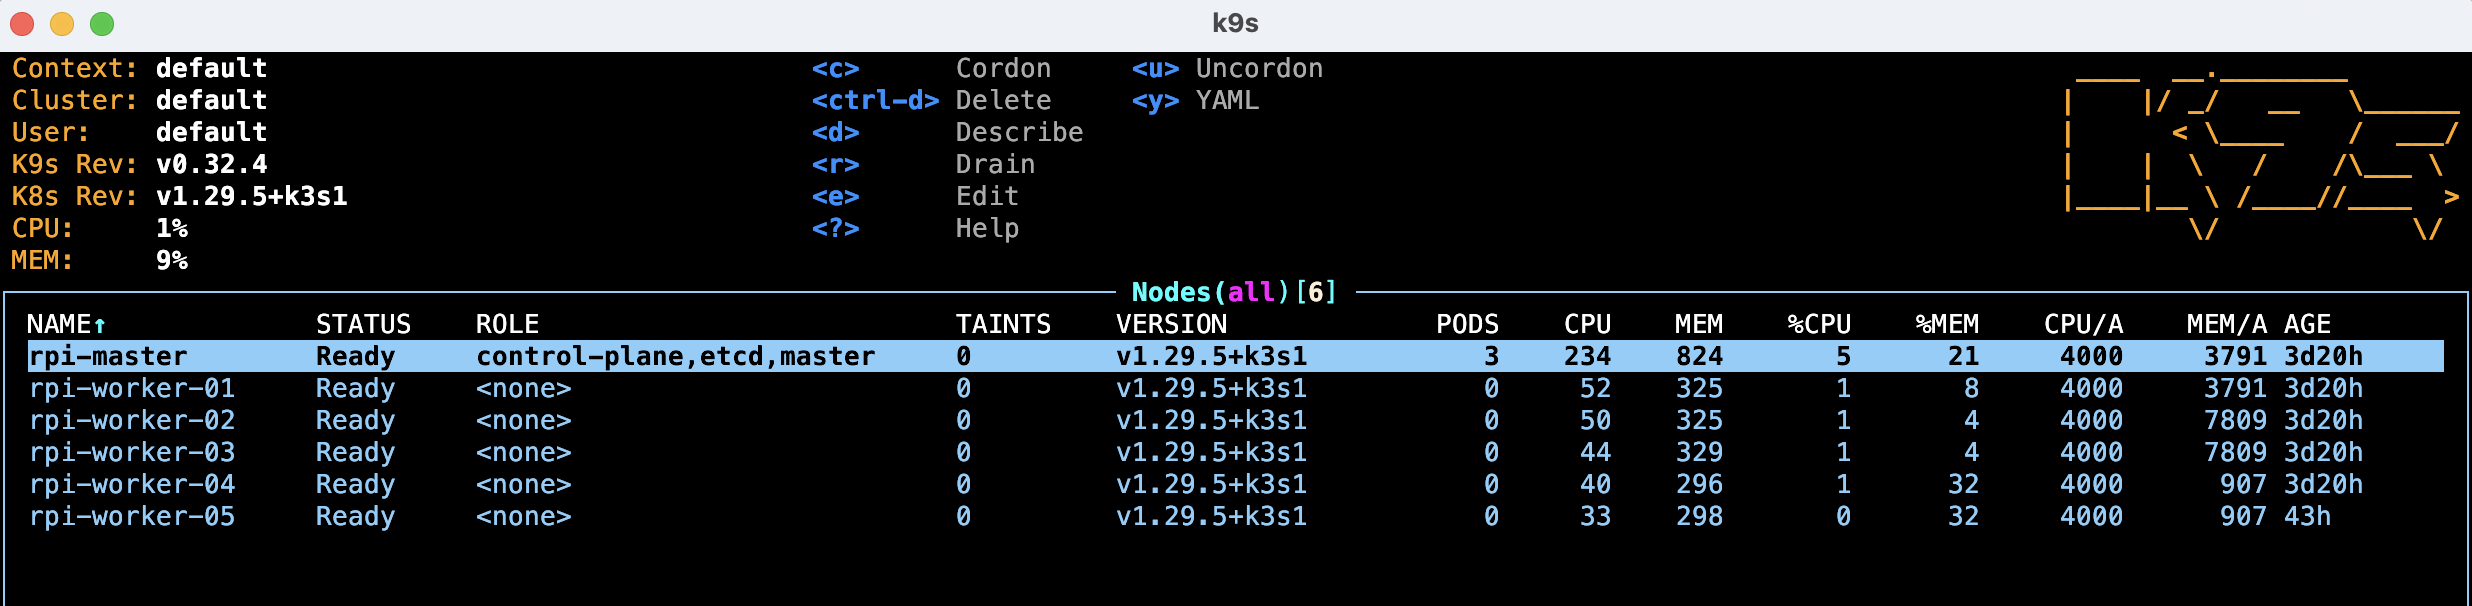 k9s
Context: default <c> Cordon <u> Uncordon
Cluster: default <ctrl-d> Delete <y> YAML
User: default <d> Describe
K9s Rev: v0.32.4 <r> Drain
K8s Rev: v1.29.5+k3s1 <e> Edit
CPU: 1% <?> Help
MEM: 9%
Nodes(all)[6]
NAME↑ STATUS ROLE TAINTS VERSION PODS CPU MEM %CPU %MEM CPU/A MEM/A AGE
rpi-master Ready control-plane,etcd,master 0 v1.29.5+k3s1 3 234 824 5 21 4000 3791 3d20h
rpi-worker-01 Ready <none> 0 v1.29.5+k3s1 0 52 325 1 8 4000 3791 3d20h
rpi-worker-02 Ready <none> 0 v1.29.5+k3s1 0 50 325 1 4 4000 7809 3d20h
rpi-worker-03 Ready <none> 0 v1.29.5+k3s1 0 44 329 1 4 4000 7809 3d20h
rpi-worker-04 Ready <none> 0 v1.29.5+k3s1 0 40 296 1 32 4000 907 3d20h
rpi-worker-05 Ready <none> 0 v1.29.5+k3s1 0 33 298 0 32 4000 907 43h